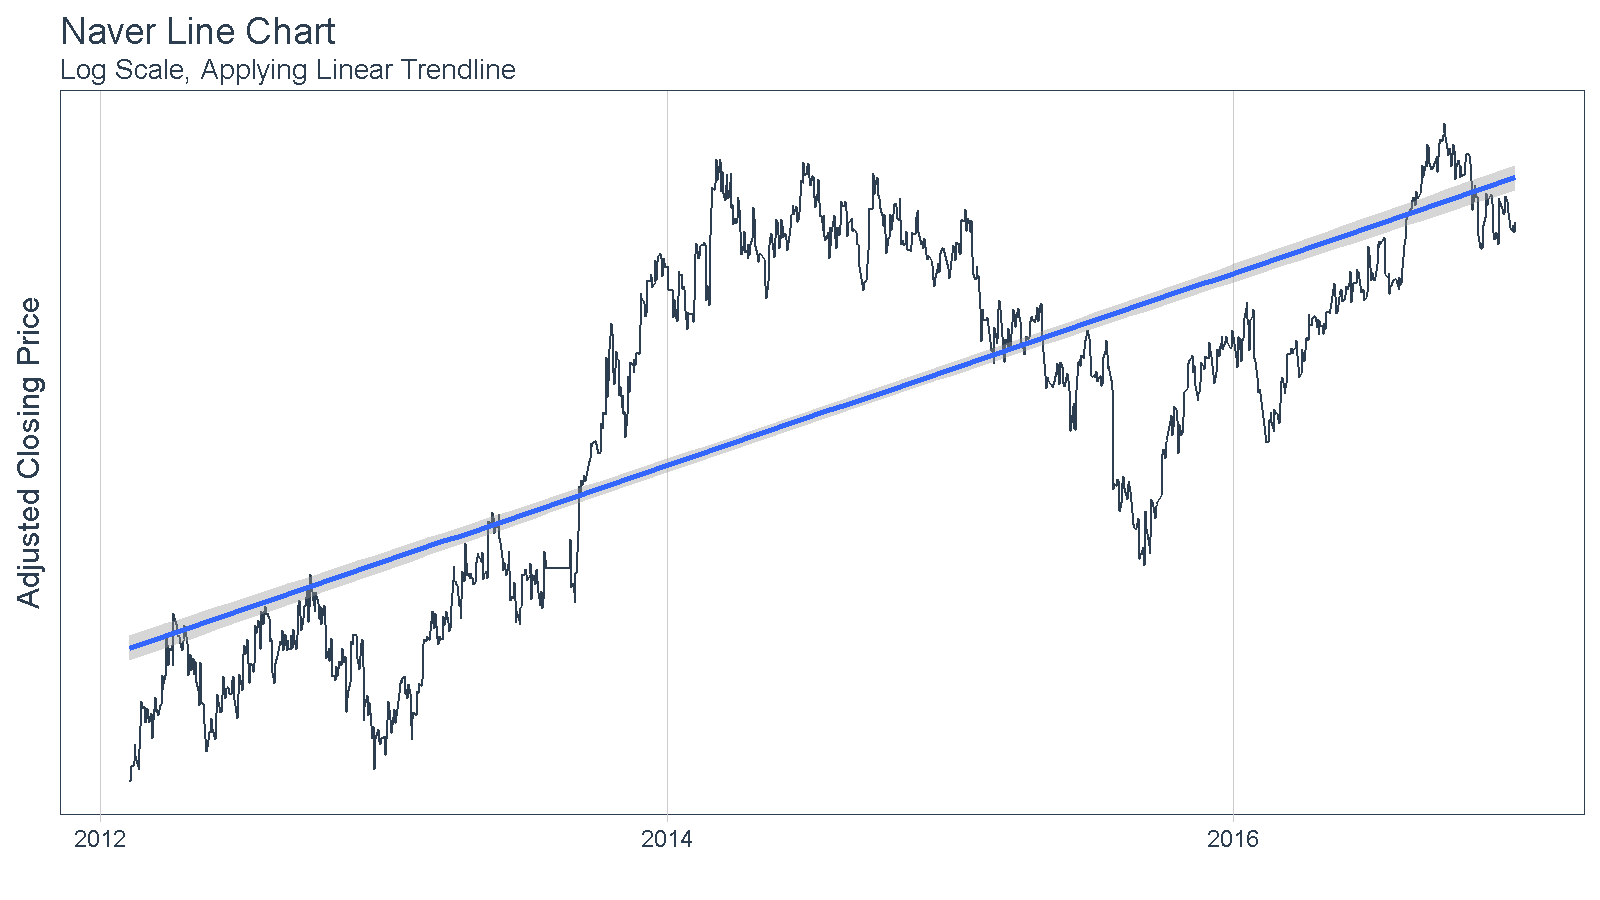 Naver Line Chart
Log Scale, Applying Linear Trendline
Adjusted Closing Price
2012
2014
2016